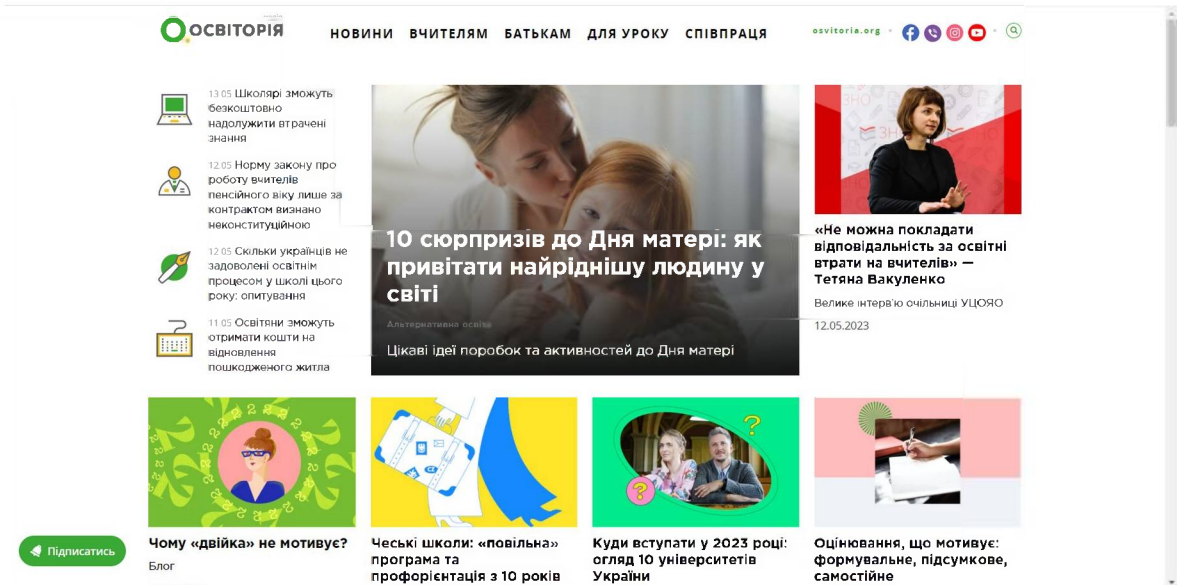 ОСВІТОРІЯ
НОВИНИ ВЧИТЕЛЯМ БАТЬКАМ ДЛЯ УРОКУ СПІВПРАЦЯ
osvitoria.org
13.05 Школярі зможуть
безкоштовно
надолужити втрачені
знання
12.05 Норму закону про
роботу вчителів
пенсійного віку лише за
контрактом визнано
неконституційною
12.05 Скільки українців не
задоволені освітнім
процесом у школі цього
року: опитування
11.05 Освітяни зможуть
отримати кошти на
відновлення
пошкодженого житла
10 сюрпризів до Дня матері: як
привітати найріднішу людину у
світі
Альтернативна освіта
Цікаві ідеї поробок та активностей до Дня матері
ЗНО
«Не можна покладати
відповідальність за освітні
втрати на вчителів» —
Тетяна Вакуленко
Велике інтерв'ю очільниці УЦОЯО
12.05.2023
Чому «двійка» не мотивує?
Блог
Чеські школи: «повільна»
програма та
профорієнтація з 10 років
Куди вступати у 2023 році:
огляд 10 університетів
України
Оцінювання, що мотивує:
формувальне, підсумкове,
самостійне
Підписатись